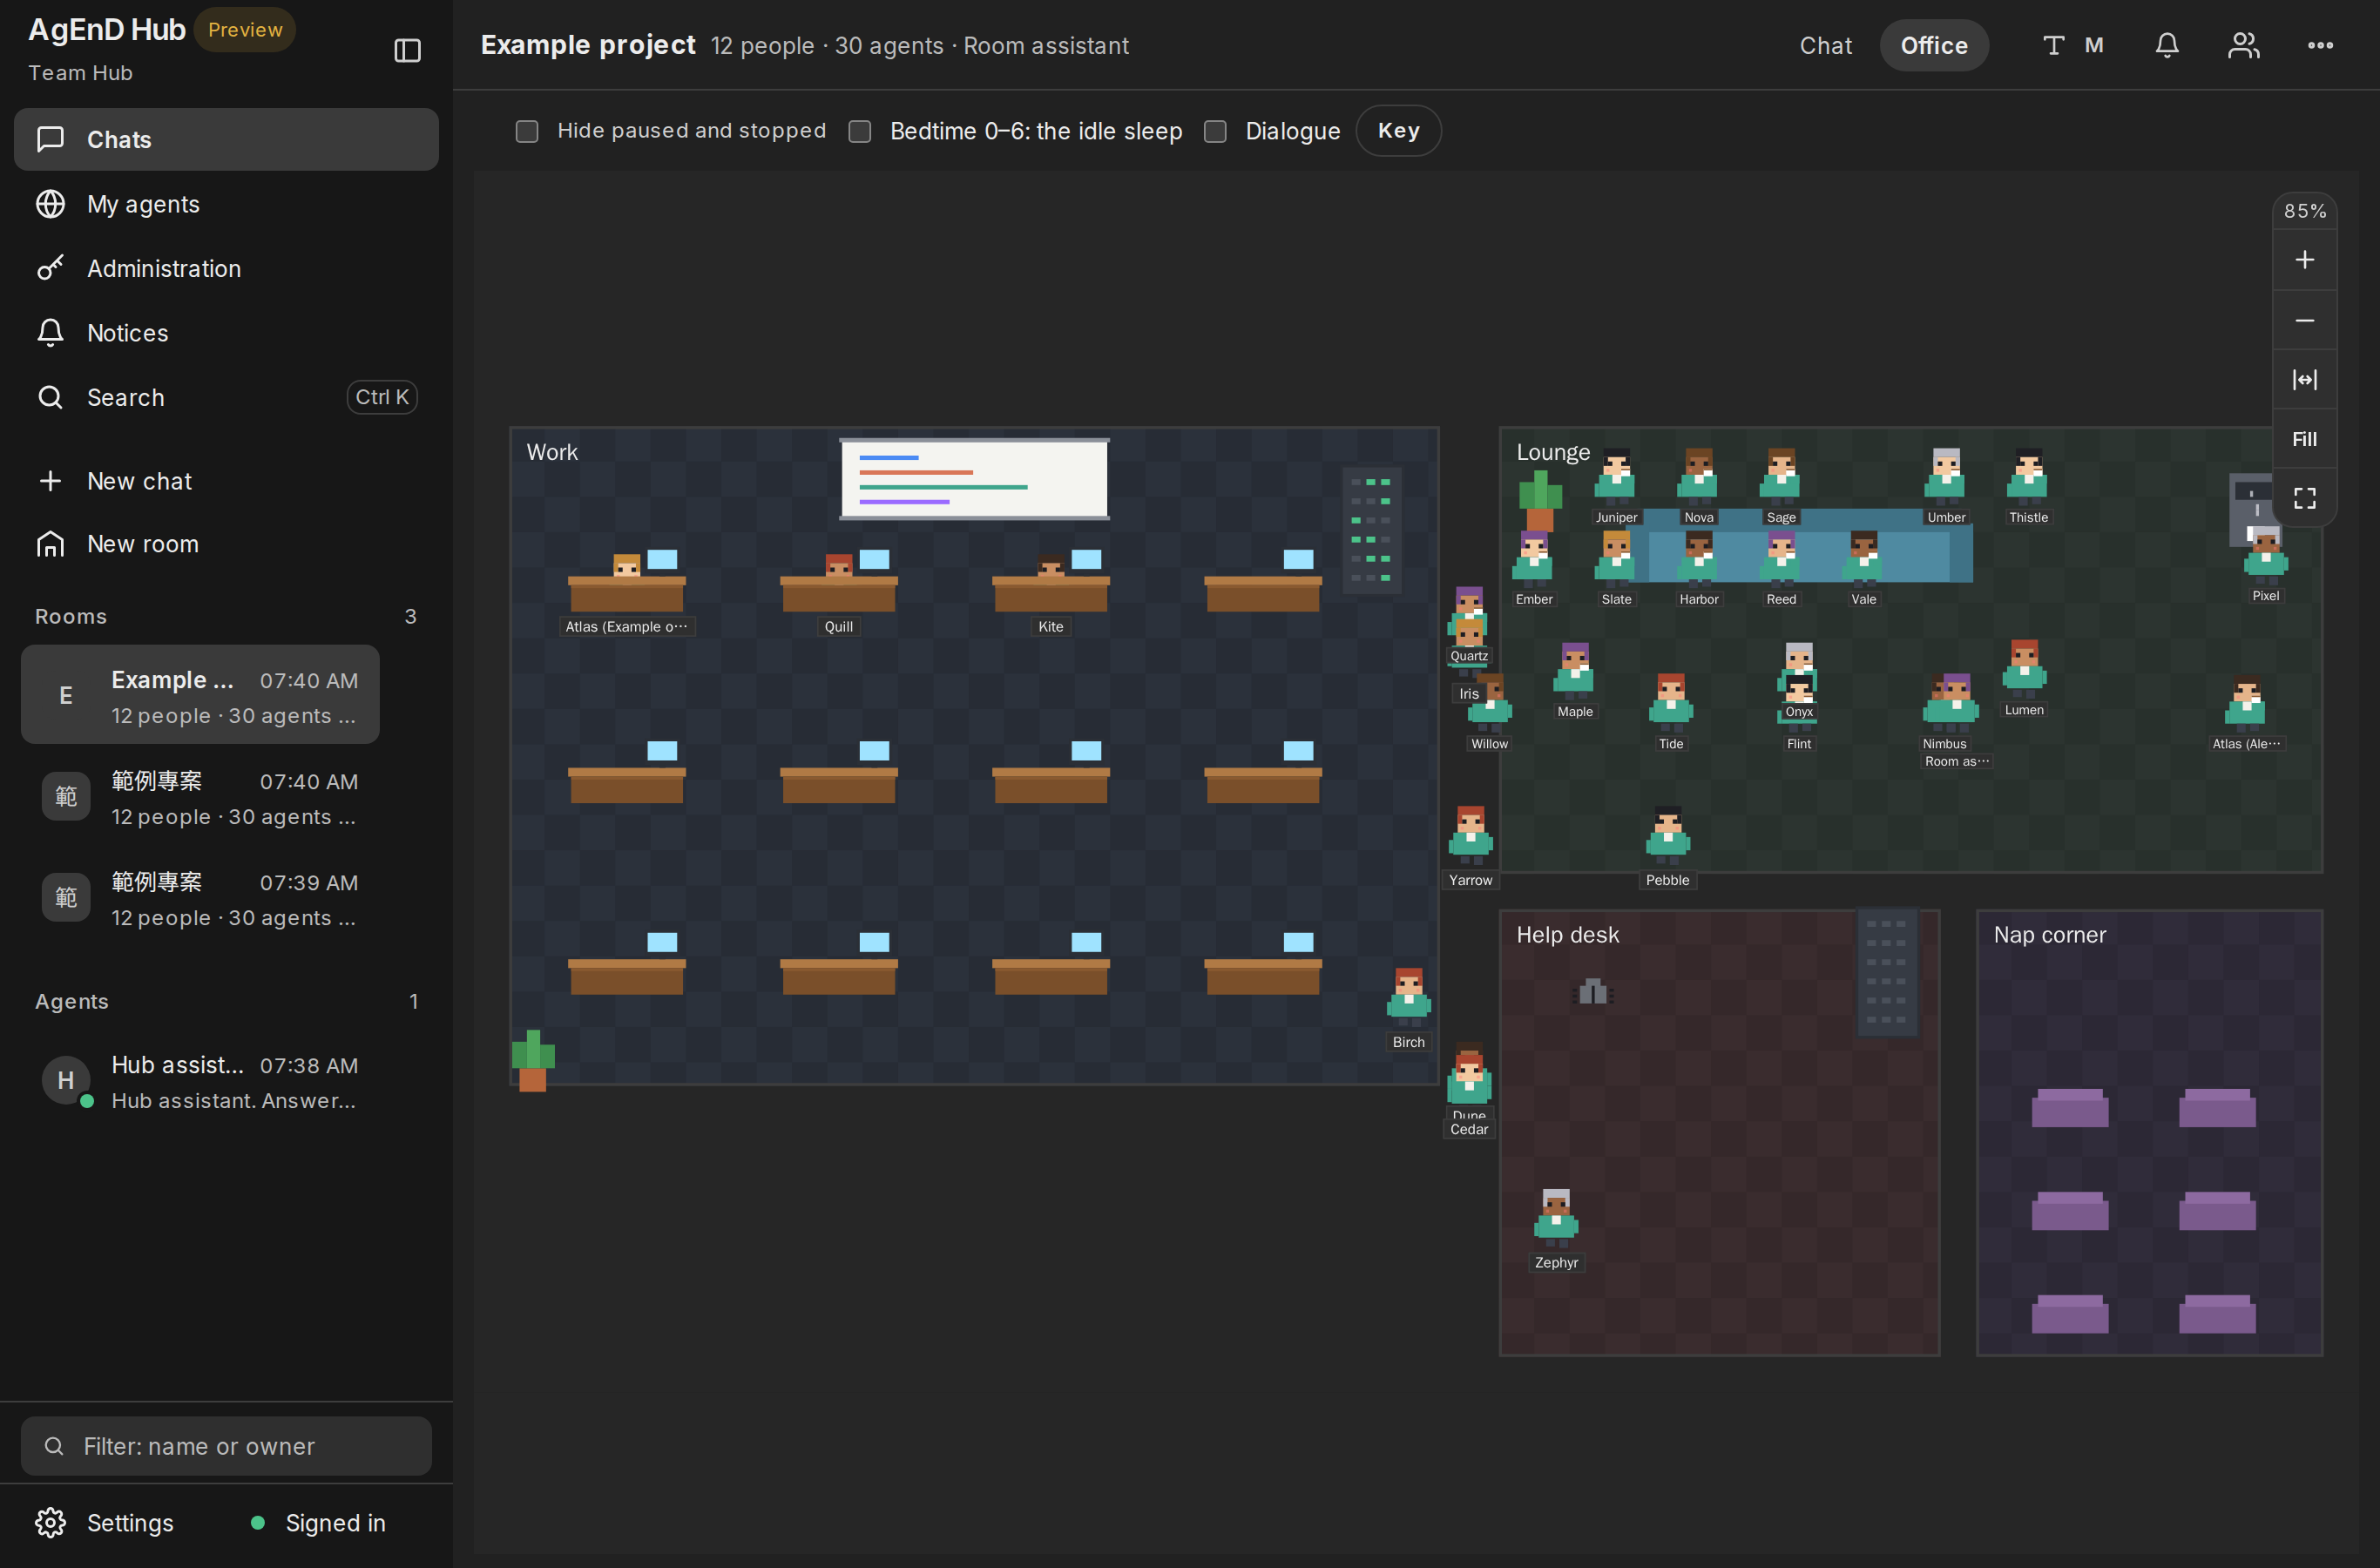 AgEnD Hub Preview
Team Hub
Chats
My agents
Administration
Notices
Search Ctrl K
New chat
New room
Rooms 3
E Example ... 07:40 AM
12 people · 30 agents ...
範 範例專案 07:40 AM
12 people · 30 agents ...
範 範例專案 07:39 AM
12 people · 30 agents ...
Agents 1
H Hub assist... 07:38 AM
Hub assistant. Answer...
Filter: name or owner
Settings Signed in
Example project 12 people · 30 agents · Room assistant
Chat Office T M
Hide paused and stopped Bedtime 0–6: the idle sleep Dialogue Key
85%
Fill
Work
Atlas (Example o··· Quill Kite
Birch
Lounge
Juniper Nova Sage Umber Thistle
Ember Slate Harbor Reed Vale Pixel
Quartz
Iris Maple Onyx Lumen
Willow Tide Flint Nimbus Atlas (Ale···
Room as···
Yarrow Pebble
Dune
Cedar
Help desk
Zephyr
Nap corner